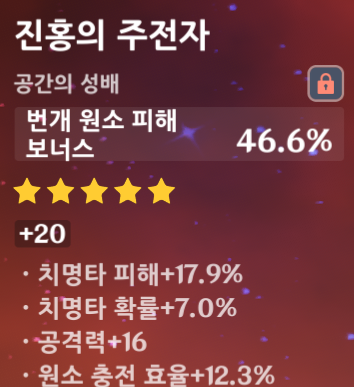 진홍의 주전자
공간의 성배
번개 원소 피해
보너스
46.6%
+20
· 치명타 피해+17.9%
· 치명타 확률+7.0%
· 공격력+16
· 원소 충전 효율+12.3%